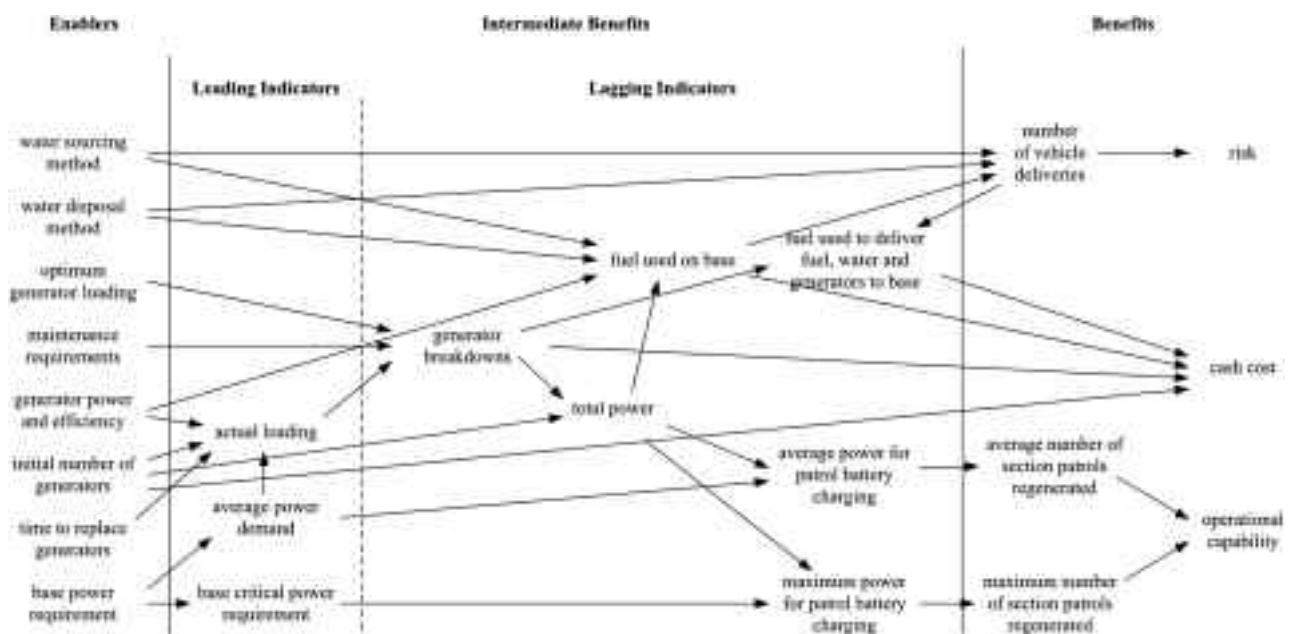 Enablers
Intermediate Benefits
Benefits
Leading Indicators
Lagging Indicators
water sourcing
method
water disposal
method
optimum
generator loading
maintenance
requirements
generator power
and efficiency
initial number of
generators
time to replace
generators
base power
requirement
actual loading
average power
demand
base critical power
requirement
generator
breakdowns
fuel used on base
total power
fuel used to deliver
fuel, water and
generators to base
average power for
patrol battery
charging
maximum power
for patrol battery
charging
number
of vehicle
deliveries
average number of
section patrols
regenerated
maximum number
of section patrols
regenerated
risk
cash cost
operational
capability